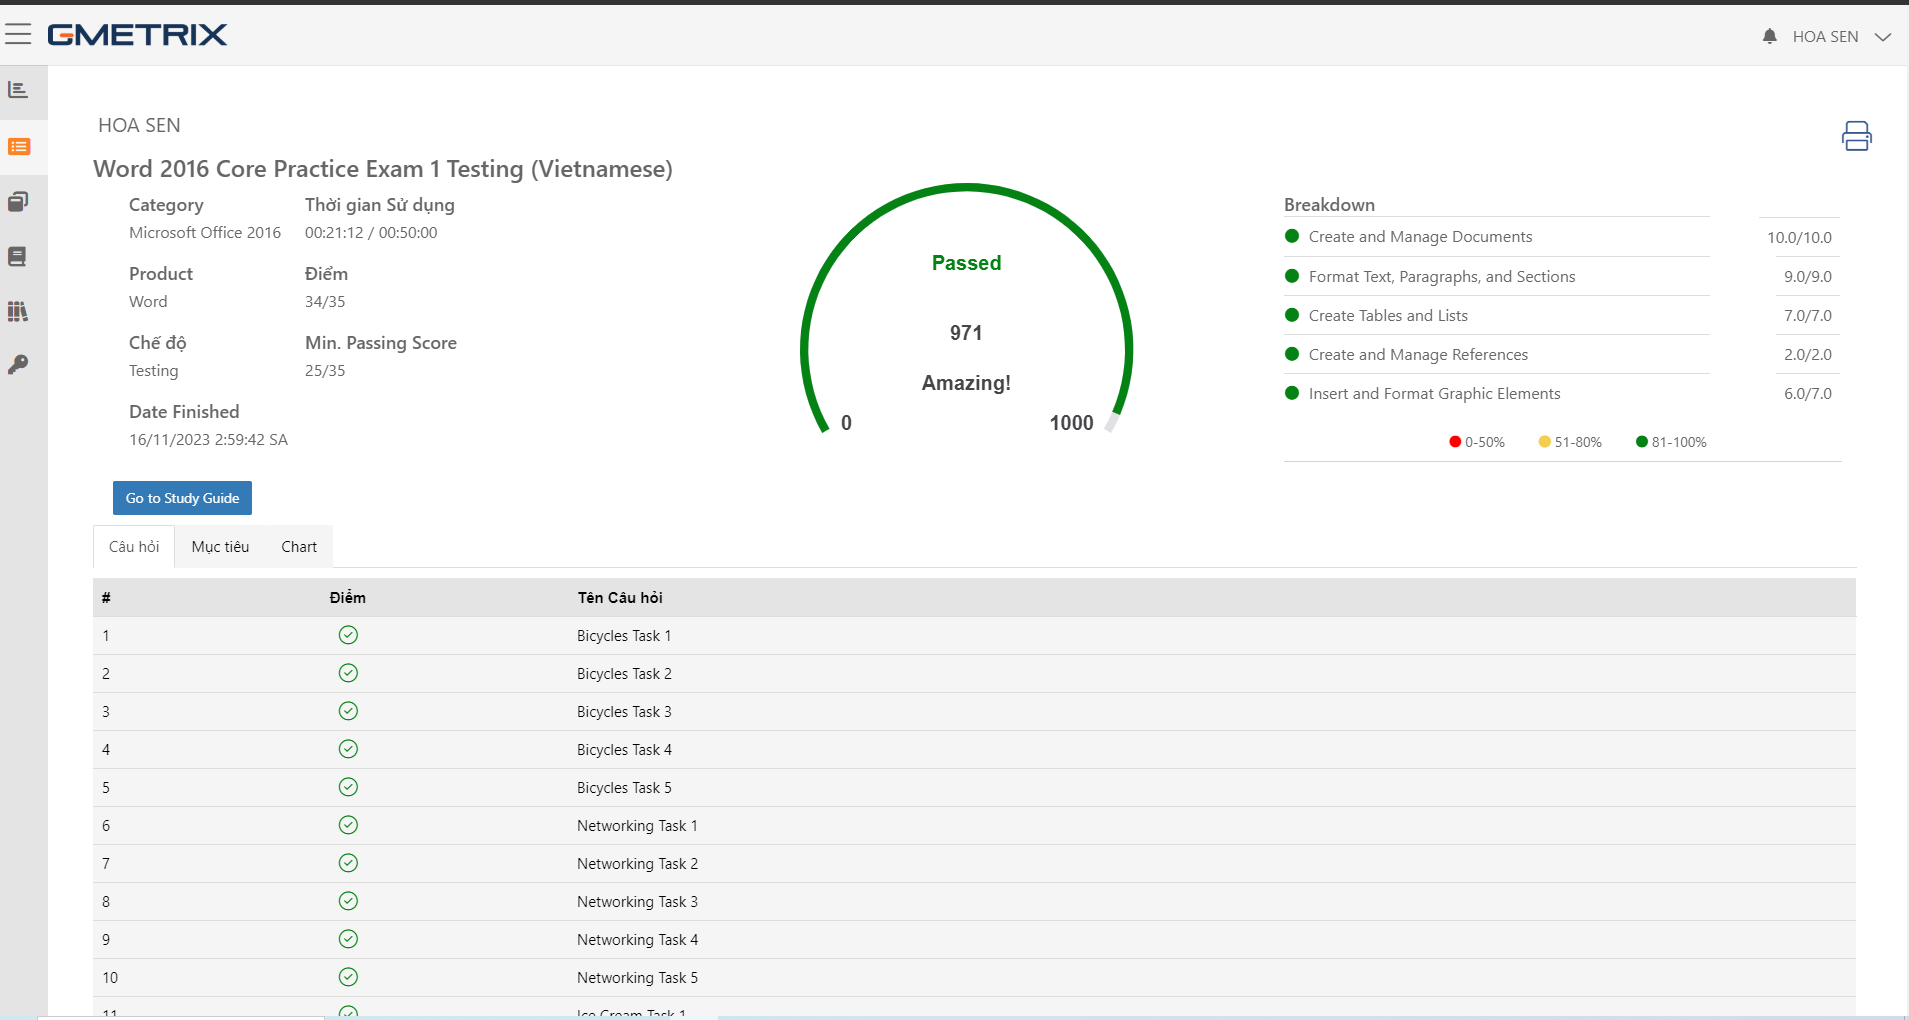 GMETRIX
HOA SEN
HOA SEN
Word 2016 Core Practice Exam 1 Testing (Vietnamese)
Category
Microsoft Office 2016
Thời gian Sử dụng
00:21:12 / 00:50:00
Product
Word
Điểm
34/35
Chế độ
Testing
Min. Passing Score
25/35
Date Finished
16/11/2023 2:59:42 SA
Passed
971
Amazing!
0
1000
Breakdown
Create and Manage Documents 10.0/10.0
Format Text, Paragraphs, and Sections 9.0/9.0
Create Tables and Lists 7.0/7.0
Create and Manage References 2.0/2.0
Insert and Format Graphic Elements 6.0/7.0
0-50% 51-80% 81-100%
Go to Study Guide
Câu hỏi Mục tiêu Chart
# Điểm Tên Câu hỏi
1 Bicycles Task 1
2 Bicycles Task 2
3 Bicycles Task 3
4 Bicycles Task 4
5 Bicycles Task 5
6 Networking Task 1
7 Networking Task 2
8 Networking Task 3
9 Networking Task 4
10 Networking Task 5
11 Ice Cream Task 1